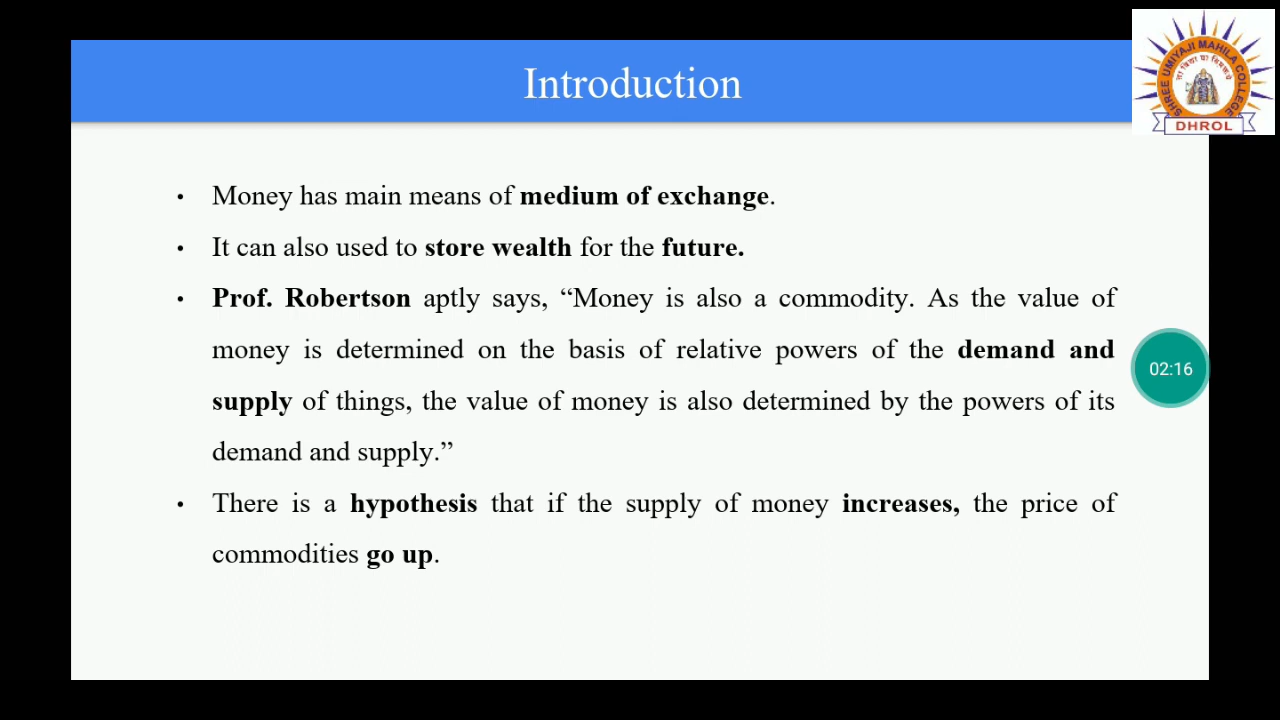 Introduction
SHREE UMIYAJI MAHILA COLLEGE
DHROL
• Money has main means of medium of exchange.
• It can also used to store wealth for the future.
• Prof. Robertson aptly says, “Money is also a commodity. As the value of
money is determined on the basis of relative powers of the demand and
supply of things, the value of money is also determined by the powers of its
demand and supply.”
• There is a hypothesis that if the supply of money increases, the price of
commodities go up.
02:16